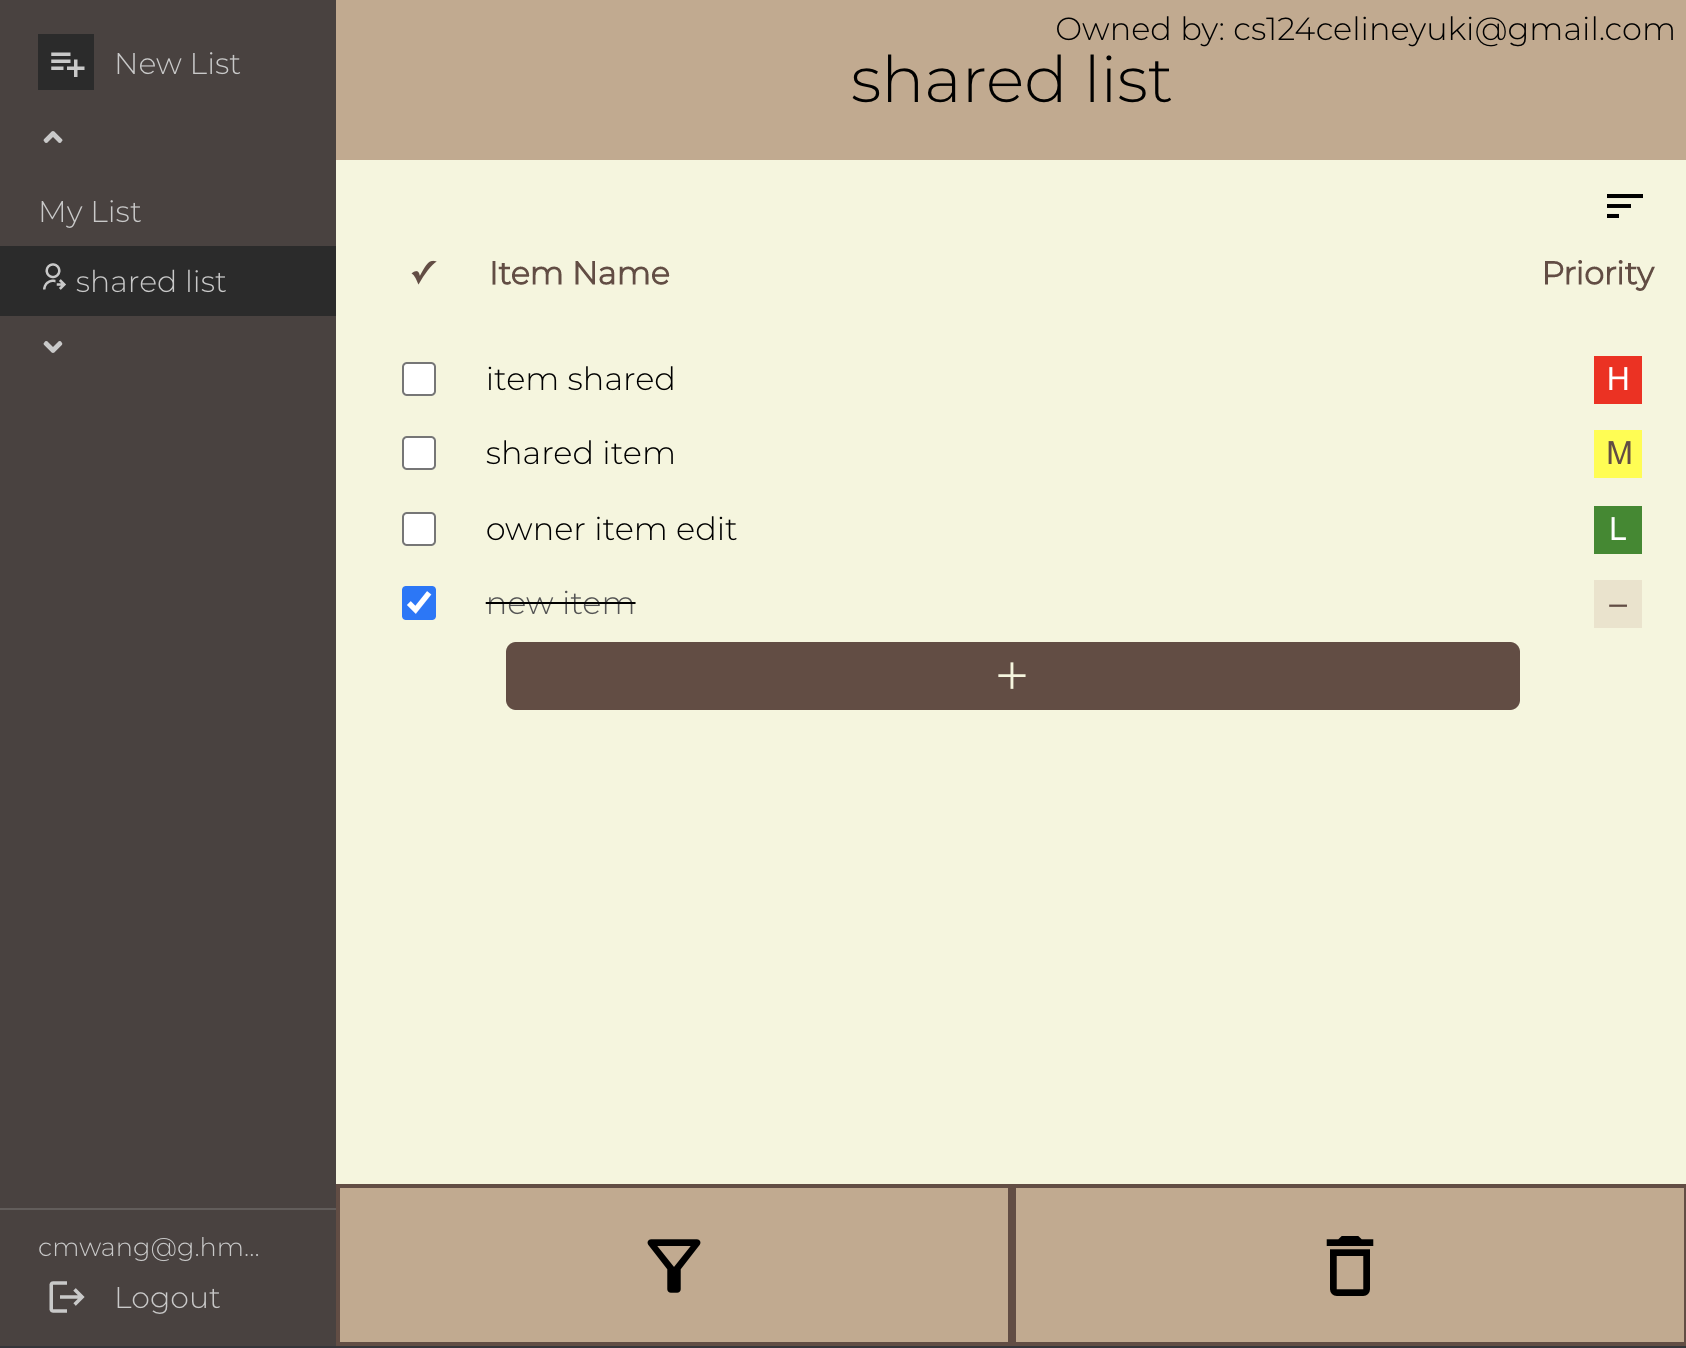 New List
My List
shared list
cmwang@g.hm...
Logout
Owned by: cs124celineyuki@gmail.com
shared list
✓ Item Name Priority
item shared H
shared item M
owner item edit L
new item –
+